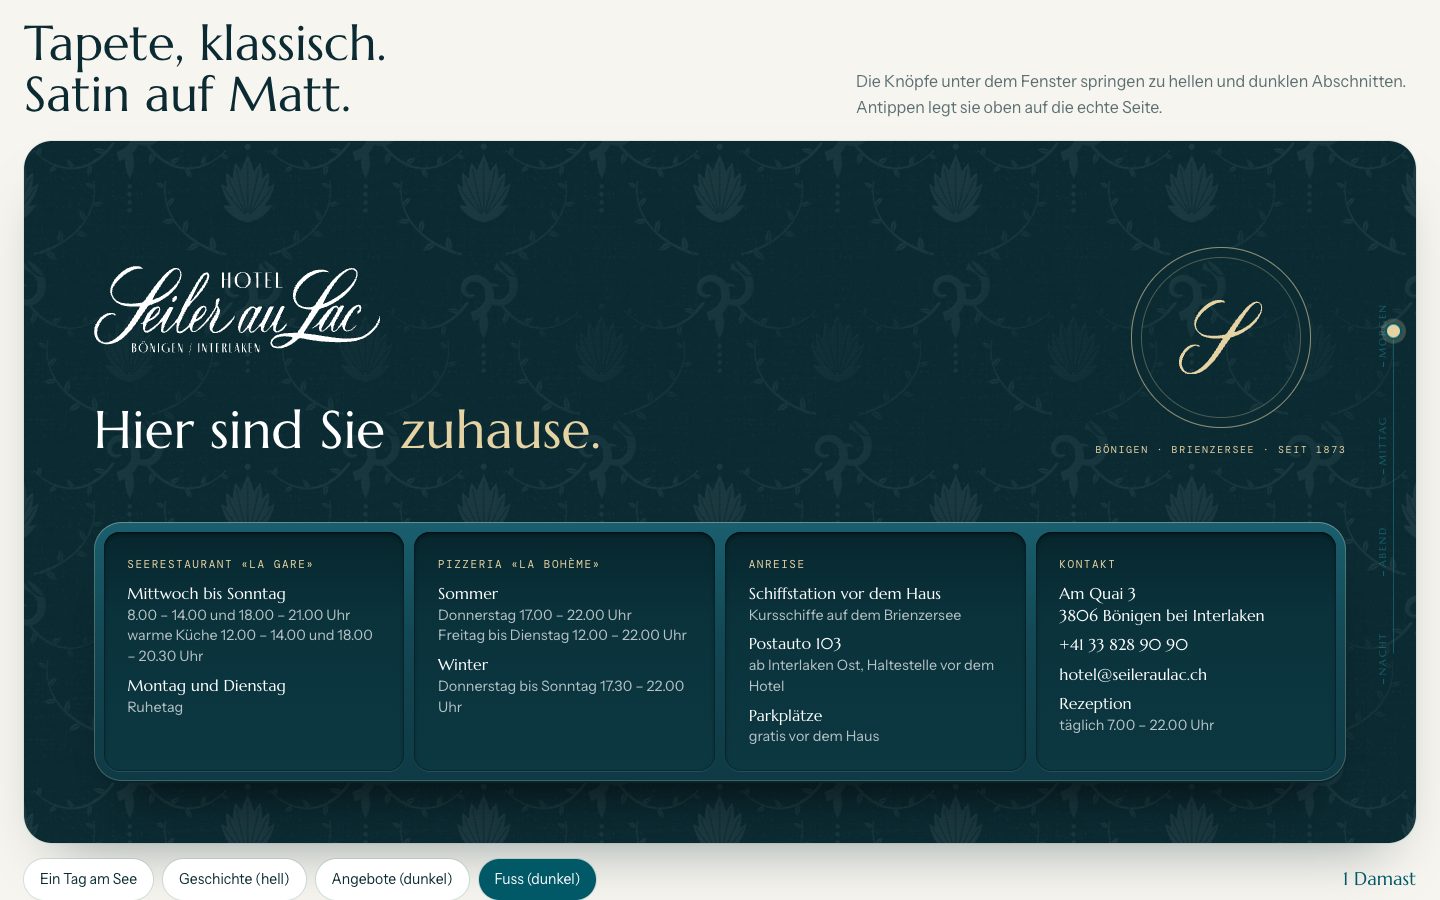 Tapete, klassisch.
Satin auf Matt.
Die Knöpfe unter dem Fenster springen zu hellen und dunklen Abschnitten.
Antippen legt sie oben auf die echte Seite.
HOTEL
Seiler au Lac
BÖNIGEN / INTERLAKEN
S
BÖNIGEN · BRIENZERSEE · SEIT 1873
Hier sind Sie zuhause.
– MORGEN
– MITTAG
– ABEND
– NACHT
SEERESTAURANT «LA GARE»
Mittwoch bis Sonntag
8.00 – 14.00 und 18.00 – 21.00 Uhr
warme Küche 12.00 – 14.00 und 18.00
– 20.30 Uhr
Montag und Dienstag
Ruhetag
PIZZERIA «LA BOHÈME»
Sommer
Donnerstag 17.00 – 22.00 Uhr
Freitag bis Dienstag 12.00 – 22.00 Uhr
Winter
Donnerstag bis Sonntag 17.30 – 22.00
Uhr
ANREISE
Schiffstation vor dem Haus
Kursschiffe auf dem Brienzersee
Postauto 103
ab Interlaken Ost, Haltestelle vor dem
Hotel
Parkplätze
gratis vor dem Haus
KONTAKT
Am Quai 3
3806 Bönigen bei Interlaken
+41 33 828 90 90
hotel@seileraulac.ch
Rezeption
täglich 7.00 – 22.00 Uhr
Ein Tag am See
Geschichte (hell)
Angebote (dunkel)
Fuss (dunkel)
1 Damast